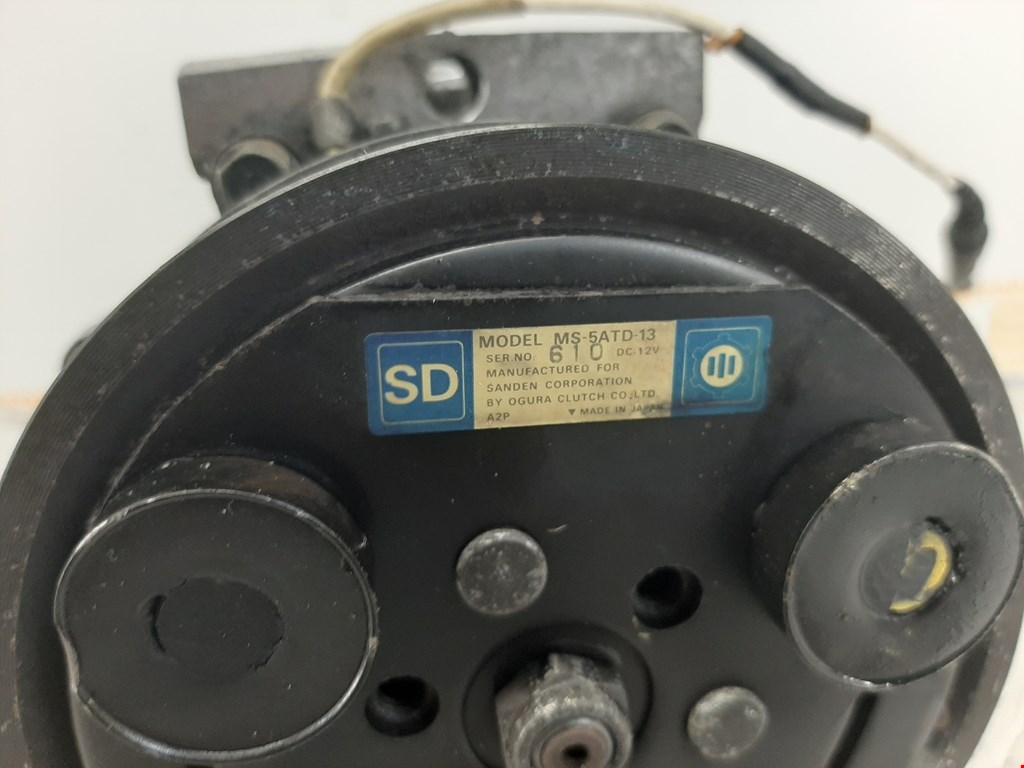 SD
MODEL MS-5ATD-13
SER.NO. 610 DC-12V
MANUFACTURED FOR
SANDEN CORPORATION
BY OGURA CLUTCH CO.,LTD.
A2P ▼ MADE IN JAPAN